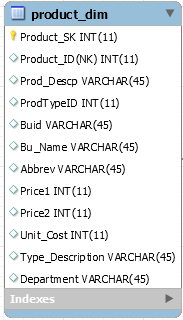 product_dim
Product_SK INT(11)
Product_ID(NK) INT(11)
Prod_Descp VARCHAR(45)
ProdTypeID INT(11)
Buid VARCHAR(45)
Bu_Name VARCHAR(45)
Abbrev VARCHAR(45)
Price1 INT(11)
Price2 INT(11)
Unit_Cost INT(11)
Type_Description VARCHAR(45)
Department VARCHAR(45)
Indexes